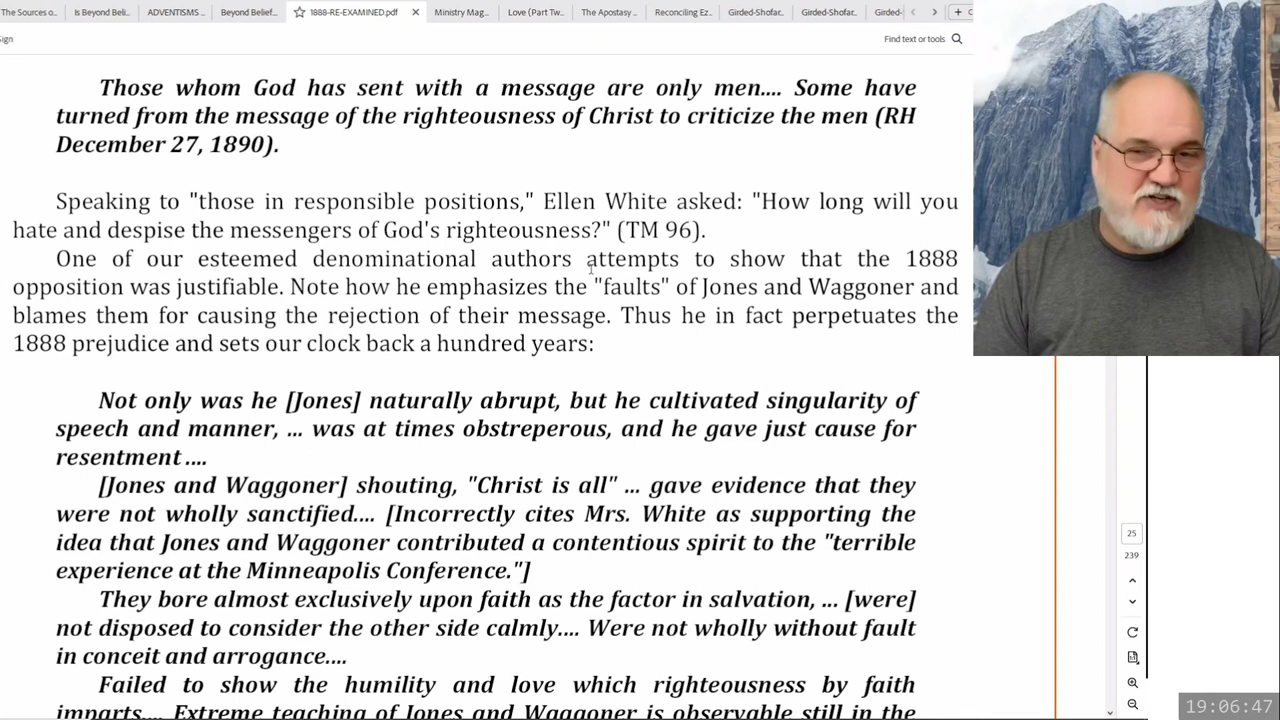 The Sources o...
Is Beyond Beli...
ADVENTISMS ...
Beyond Belief...
1888-RE-EXAMINED.pdf
Ministry Mag...
Love (Part Tw...
The Apostasy ...
Reconciling Ez...
Girded-Shofar...
Girded-Shofar...
Girded-
Sign
Find text or tools
Those whom God has sent with a message are only men.... Some have
turned from the message of the righteousness of Christ to criticize the men (RH
December 27, 1890).
Speaking to "those in responsible positions," Ellen White asked: "How long will you
hate and despise the messengers of God's righteousness?" (TM 96).
One of our esteemed denominational authors attempts to show that the 1888
opposition was justifiable. Note how he emphasizes the "faults" of Jones and Waggoner and
blames them for causing the rejection of their message. Thus he in fact perpetuates the
1888 prejudice and sets our clock back a hundred years:
Not only was he [Jones] naturally abrupt, but he cultivated singularity of
speech and manner, ... was at times obstreperous, and he gave just cause for
resentment ....
[Jones and Waggoner] shouting, "Christ is all" ... gave evidence that they
were not wholly sanctified.... [Incorrectly cites Mrs. White as supporting the
idea that Jones and Waggoner contributed a contentious spirit to the "terrible
experience at the Minneapolis Conference."]
They bore almost exclusively upon faith as the factor in salvation, ... [were]
not disposed to consider the other side calmly.... Were not wholly without fault
in conceit and arrogance....
Failed to show the humility and love which righteousness by faith
imparts.... Extreme teaching of Jones and Waggoner is observable still in the
25
239
19:06:47